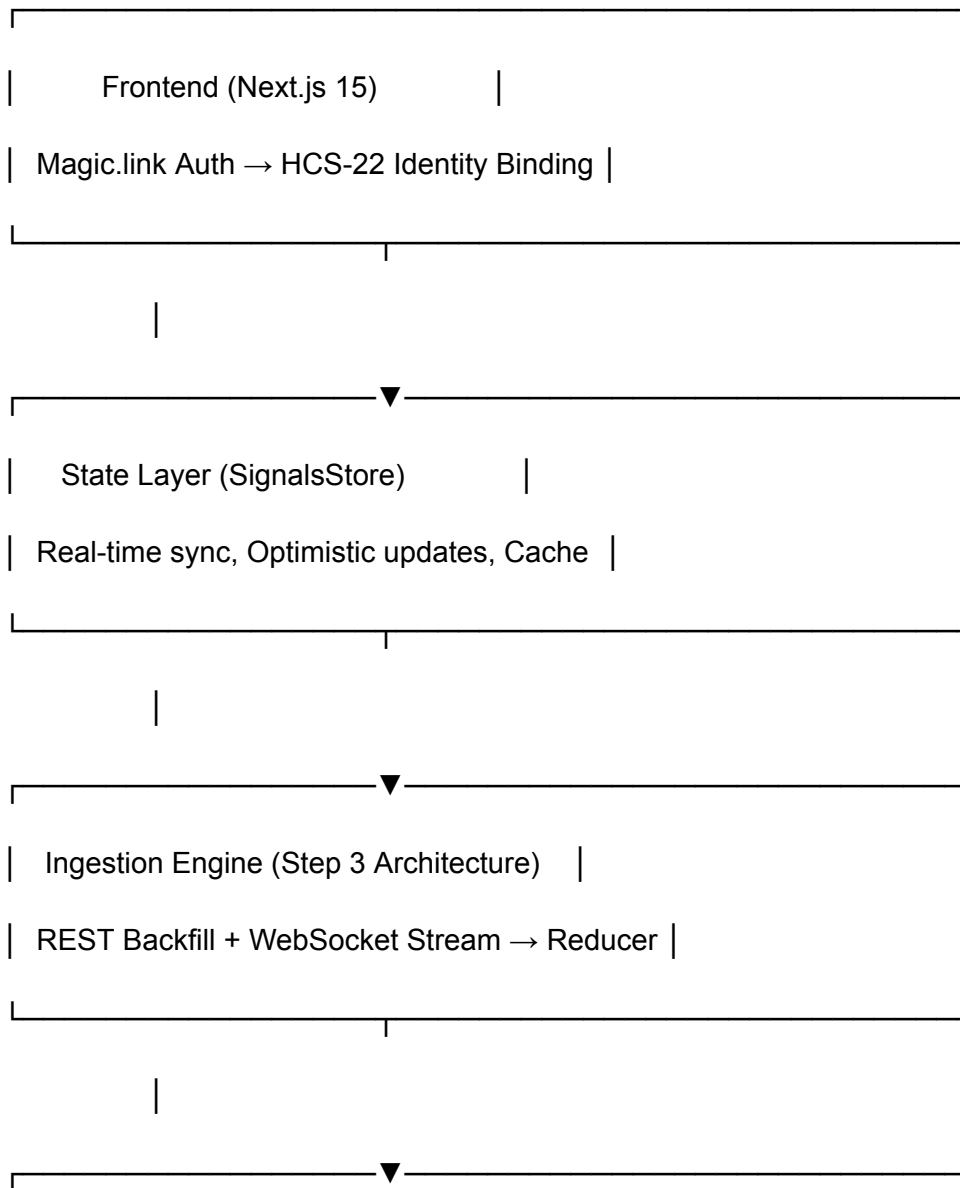 Frontend (Next.js 15)
Magic.link Auth → HCS-22 Identity Binding
State Layer (SignalsStore)
Real-time sync, Optimistic updates, Cache
Ingestion Engine (Step 3 Architecture)
REST Backfill + WebSocket Stream → Reducer